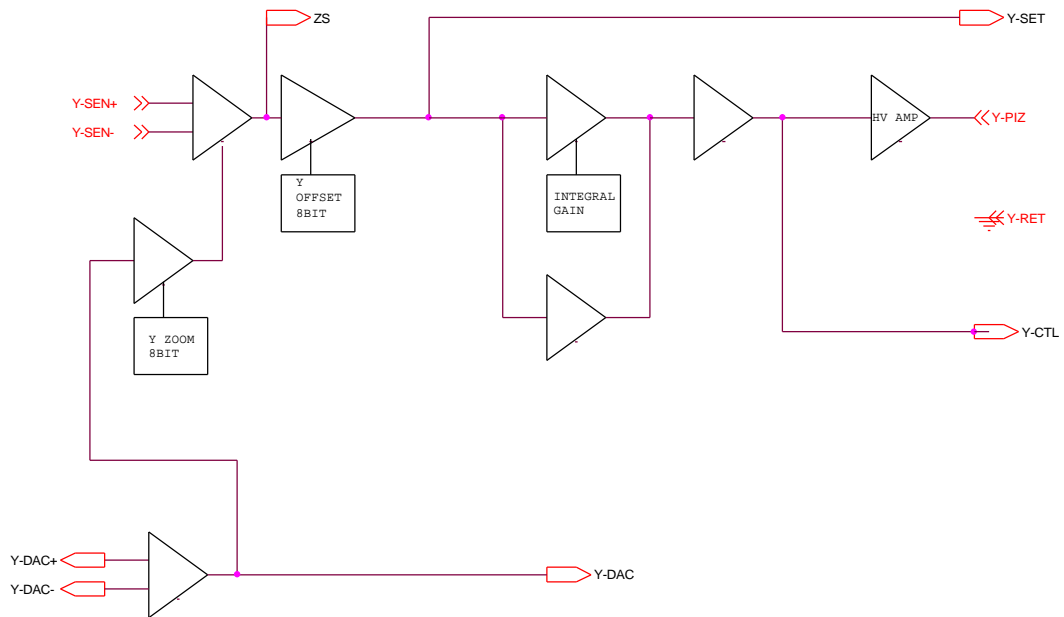 ZS
Y-SET
Y-SEN+
Y-SEN-
HV AMP
Y-PIZ
Y
OFFSET
8BIT
INTEGRAL
GAIN
Y-RET
Y ZOOM
8BIT
Y-CTL
Y-DAC+
Y-DAC
Y-DAC-